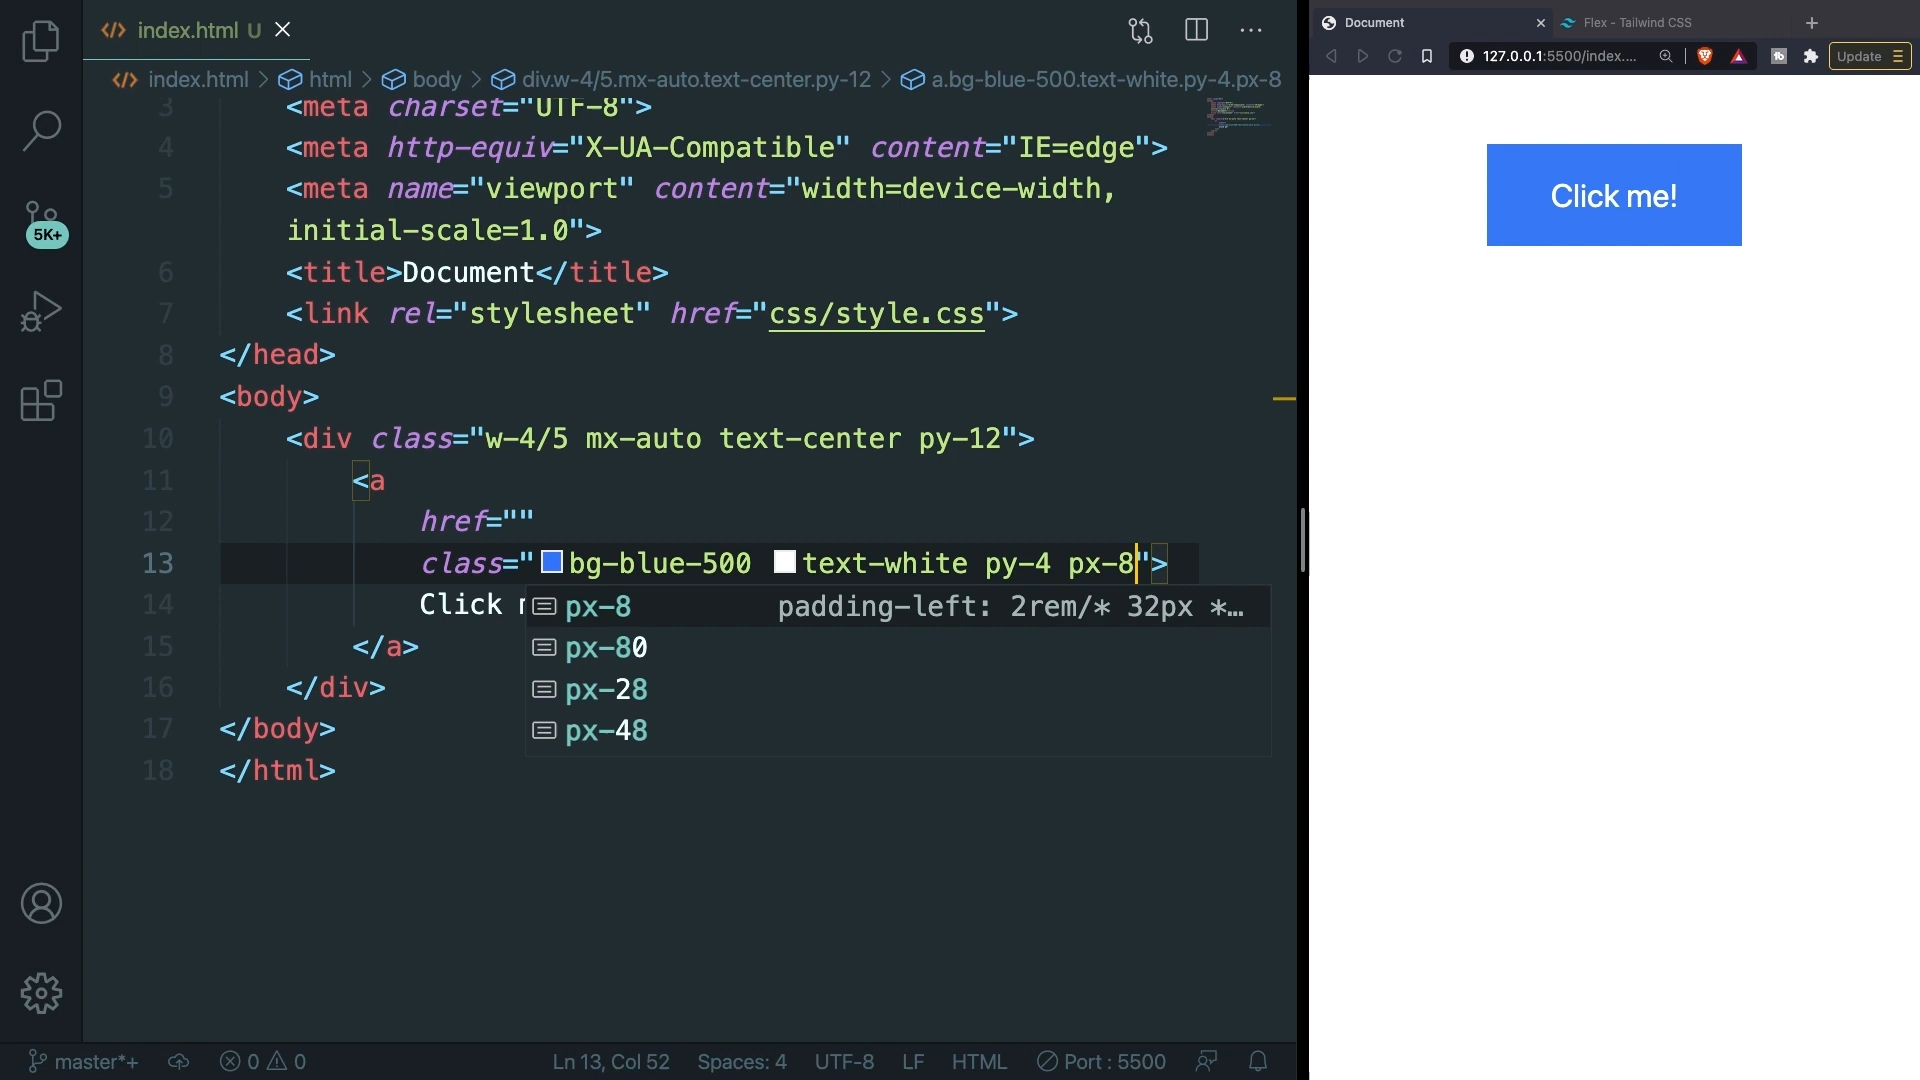 index.html U
index.html > html > body > div.w-4/5.mx-auto.text-center.py-12 > a.bg-blue-500.text-white.py-4.px-8
3 <meta charset="UTF-8">
4 <meta http-equiv="X-UA-Compatible" content="IE=edge">
5 <meta name="viewport" content="width=device-width,
initial-scale=1.0">
6 <title>Document</title>
7 <link rel="stylesheet" href="css/style.css">
8 </head>
9 <body>
10 <div class="w-4/5 mx-auto text-center py-12">
11 <a
12 href=""
13 class="bg-blue-500 text-white py-4 px-8">
14 Click
px-8 padding-left: 2rem/* 32px *…
px-80
px-28
px-48
15 </a>
16 </div>
17 </body>
18 </html>
5K+
master*+ 0 0 Ln 13, Col 52 Spaces: 4 UTF-8 LF HTML Port : 5500
Document Flex - Tailwind CSS
127.0.0.1:5500/index.... Update
Click me!